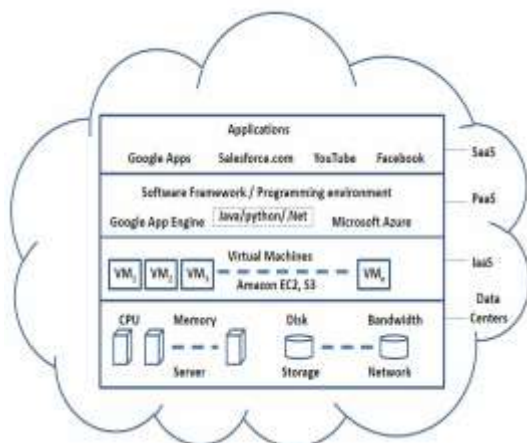 Applications
Google Apps Salesforce.com YouTube Facebook
SaaS
Software Framework / Programming environment
PaaS
Google App Engine Java/python/.Net Microsoft Azure
Virtual Machines
IaaS
VM1 VM2 VM3 VMn
Amazon EC2, S3
Data
Centers
CPU Memory Disk Bandwidth
Server Storage Network